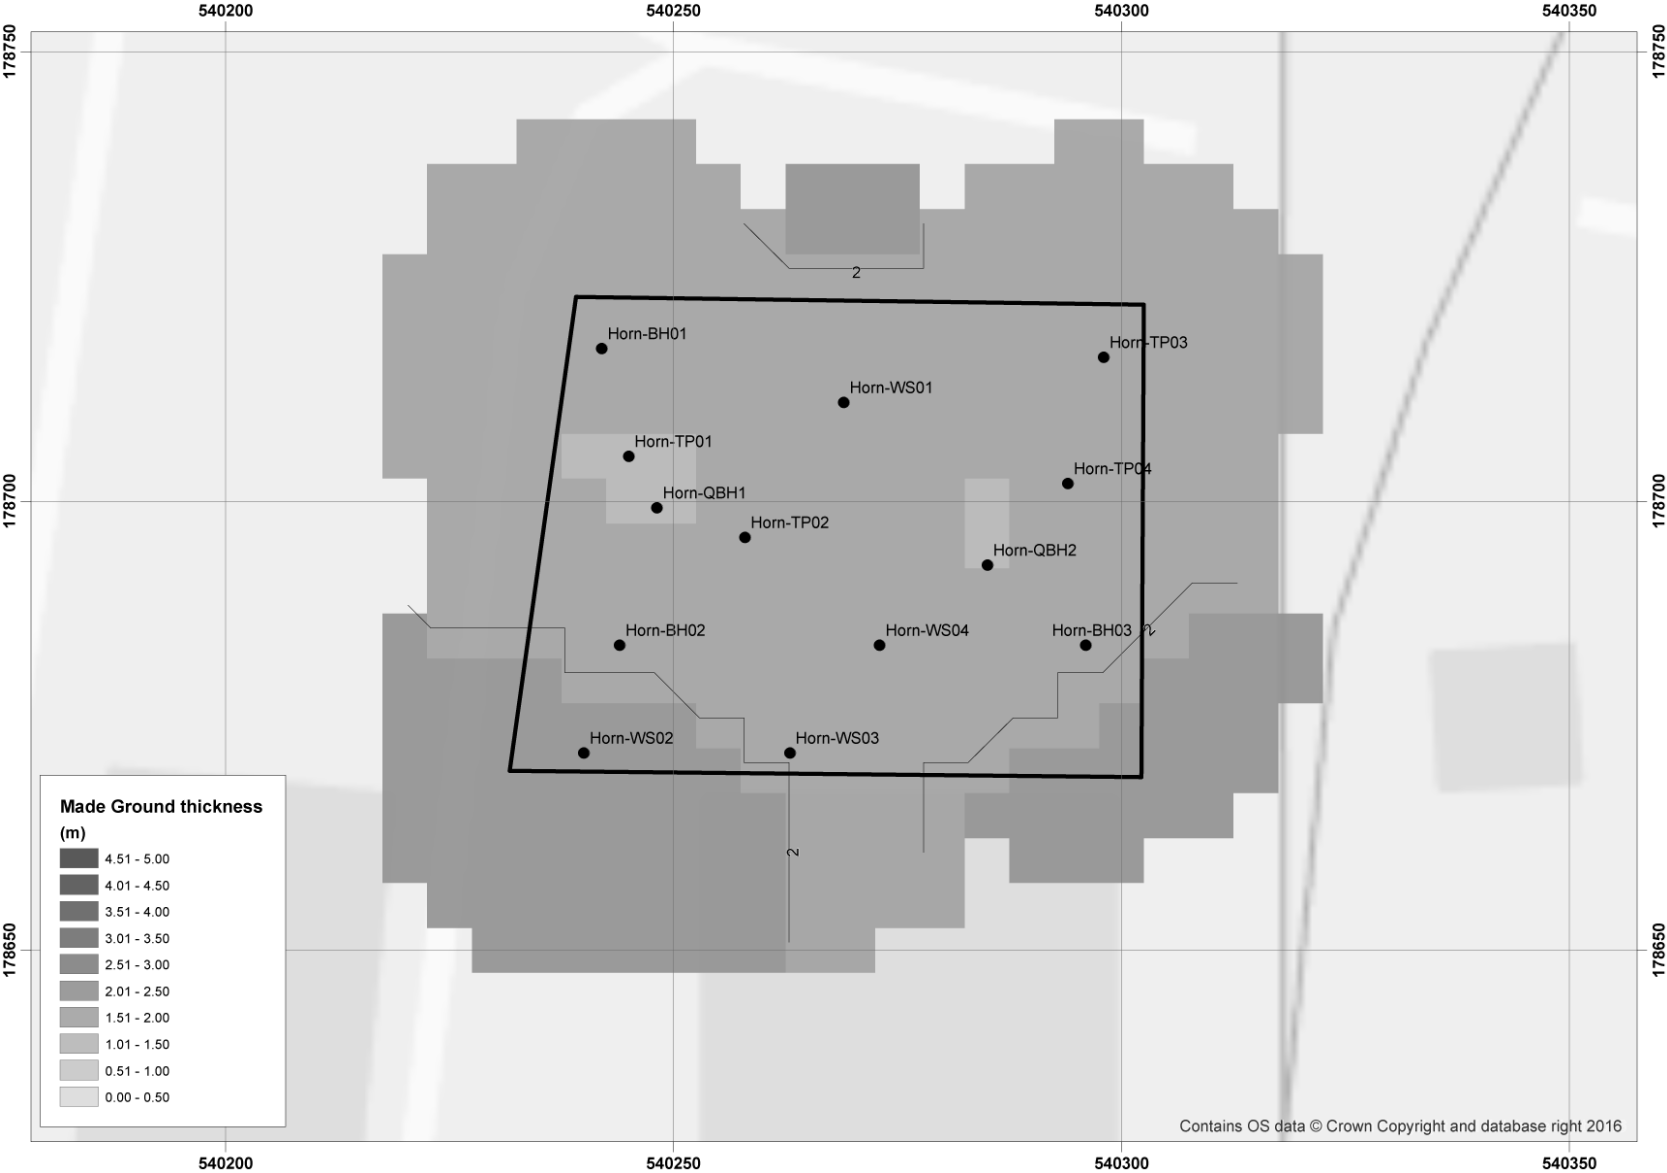 540200 540250 540300 540350
178750 178750
2
Horn-BH01
Horn-TP03
Horn-WS01
Horn-TP01
Horn-TP04
Horn-QBH1
178700 178700
Horn-TP02
Horn-QBH2
Horn-BH02 Horn-WS04 Horn-BH03 2
Horn-WS02 Horn-WS03
2
Made Ground thickness
(m)
4.51 - 5.00
4.01 - 4.50
3.51 - 4.00
3.01 - 3.50
2.51 - 3.00
2.01 - 2.50
1.51 - 2.00
1.01 - 1.50
0.51 - 1.00
0.00 - 0.50
178650 178650
Contains OS data © Crown Copyright and database right 2016
540200 540250 540300 540350